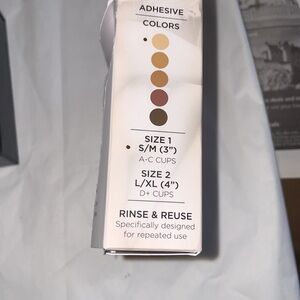 ADHESIVE
COLORS
SIZE 1
S/M (3")
A-C CUPS
SIZE 2
L/XL (4")
D+ CUPS
RINSE & REUSE
Specifically designed
for repeated use